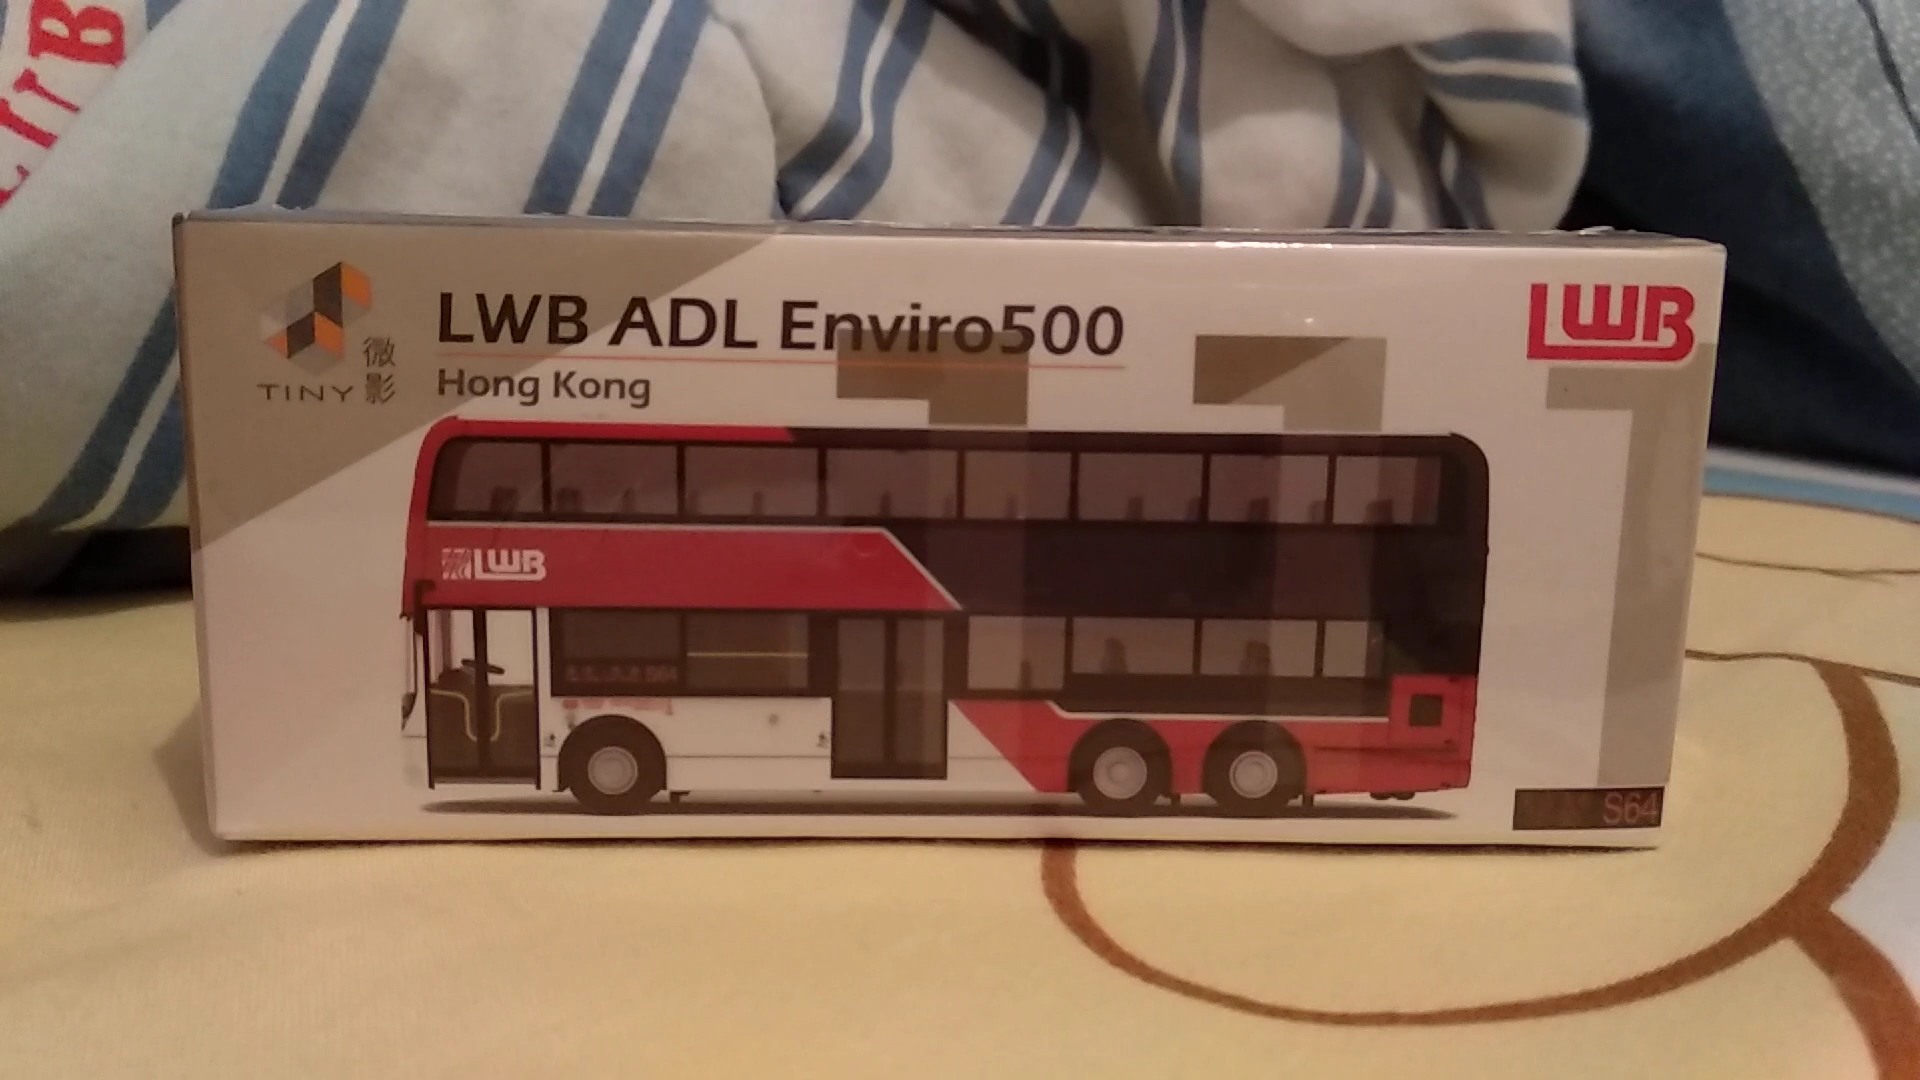 TINY 微影
LWB ADL Enviro500
Hong Kong
LWB
LWB
S64